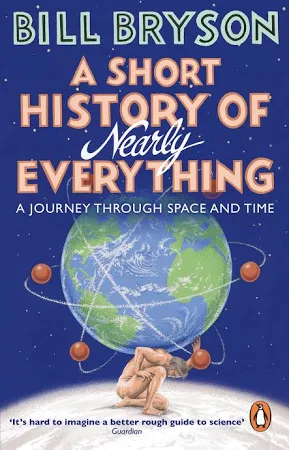 BILL BRYSON
A SHORT
HISTORY OF
Nearly
EVERYTHING
A JOURNEY THROUGH SPACE AND TIME
'It's hard to imagine a better rough guide to science'
Guardian